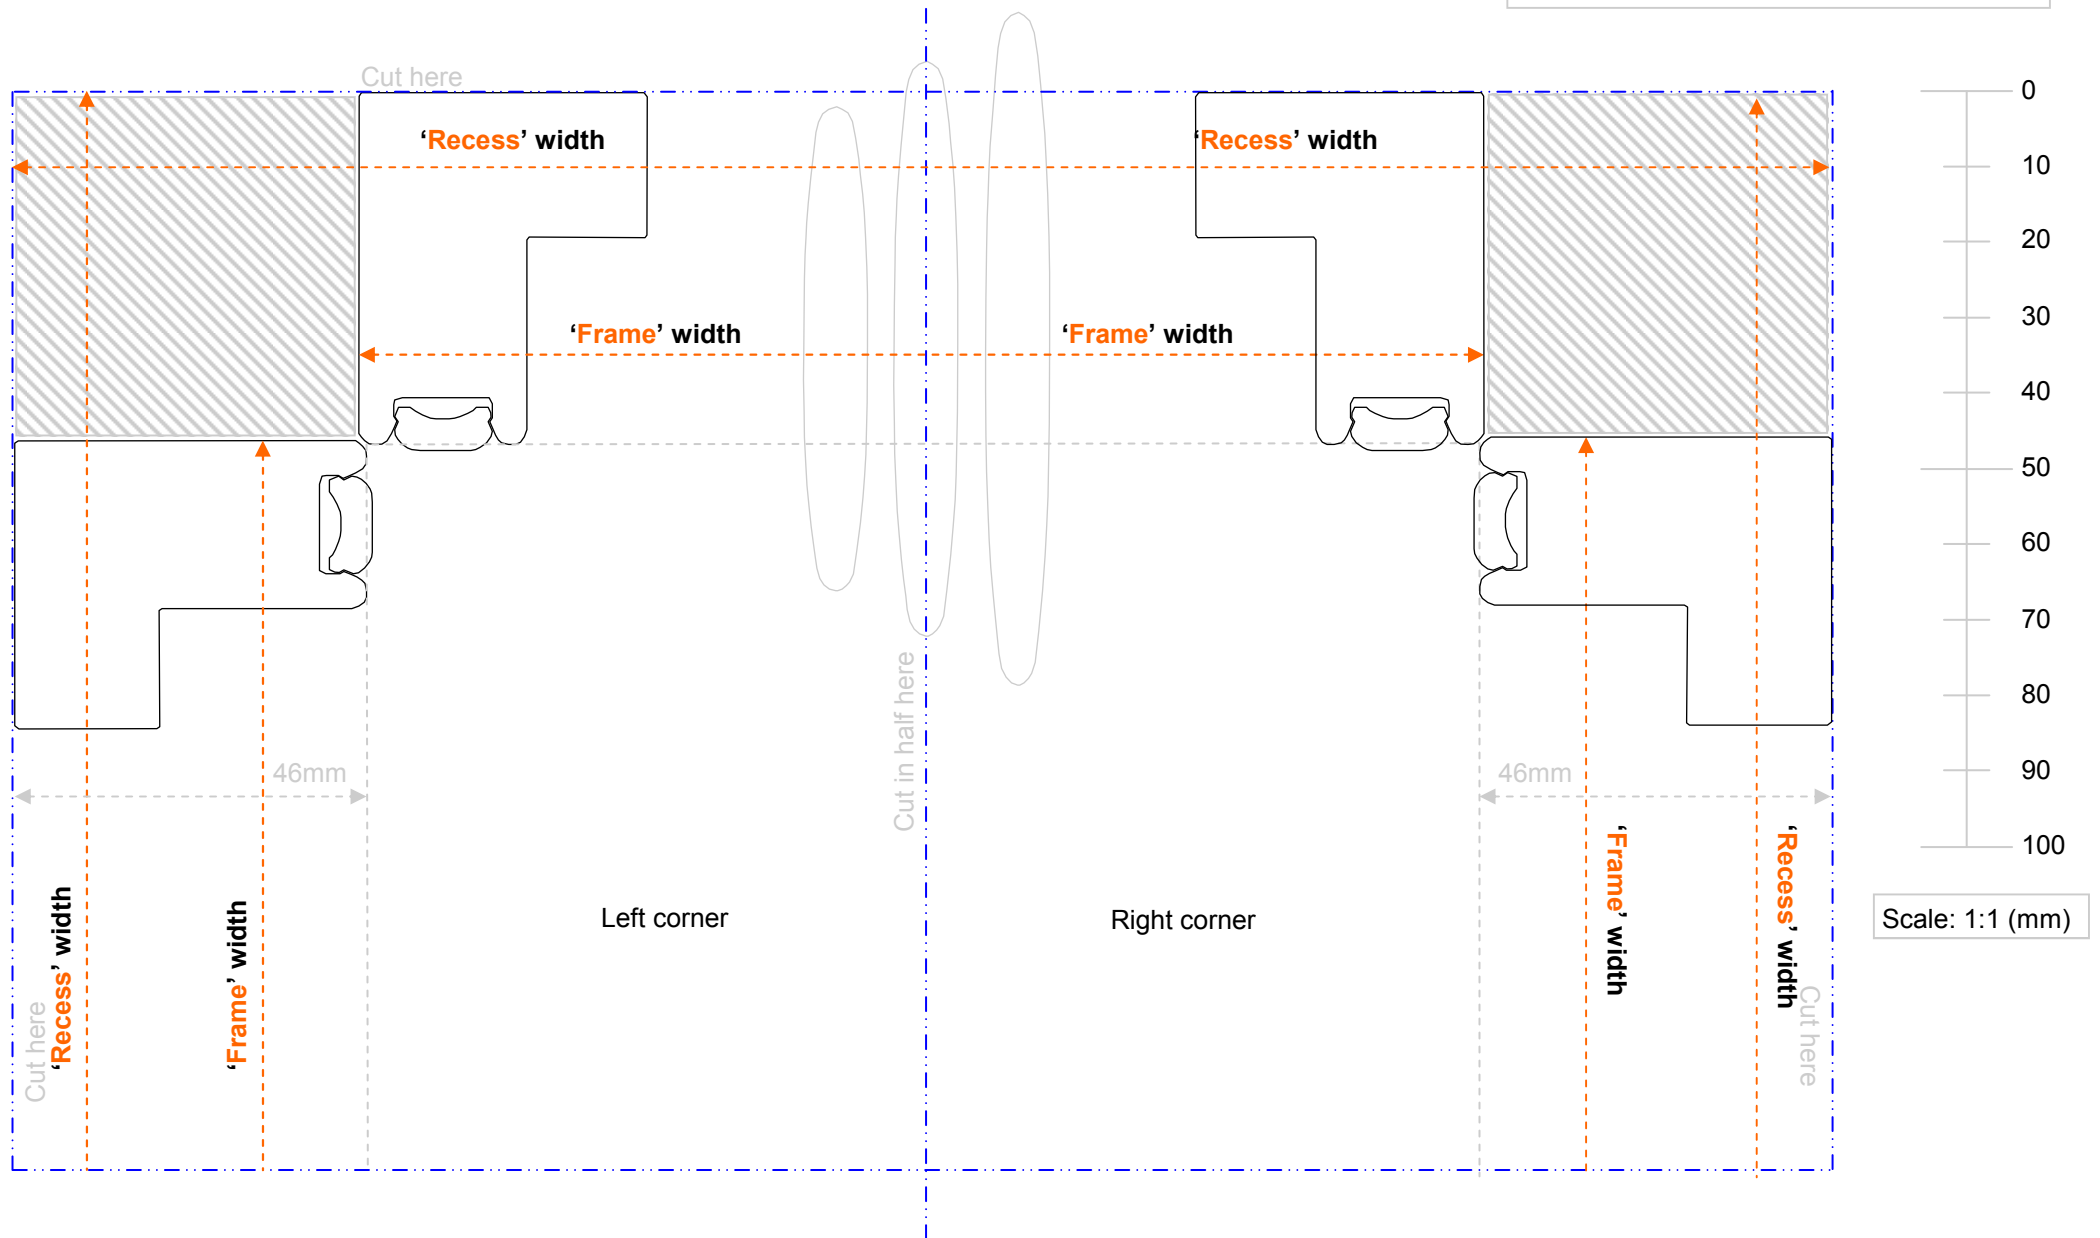 Cut here
0
‘Recess’ width
‘Recess’ width
10
20
30
‘Frame’ width
‘Frame’ width
40
50
60
70
80
Cut in half here
46mm
46mm
90
100
‘Recess’ width
‘Frame’ width
Left corner
Right corner
‘Frame’ width
‘Recess’ width
Scale: 1:1 (mm)
Cut here
Cut here